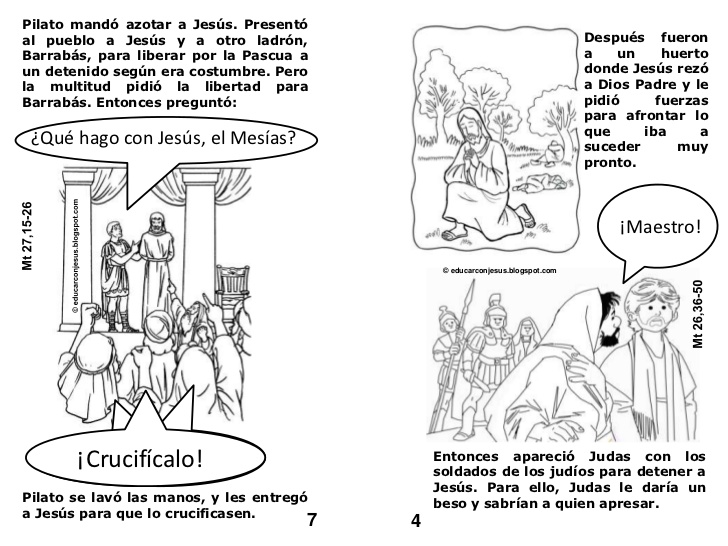 Pilato mandó azotar a Jesús. Presentó
al pueblo a Jesús y a otro ladrón,
Barrabás, para liberar por la Pascua a
un detenido según era costumbre. Pero
la multitud pidió la libertad para
Barrabás. Entonces preguntó:
¿Qué hago con Jesús, el Mesías?
Mt 27,15-26
© educarconjesus.blogspot.com
¡Crucifícalo!
Pilato se lavó las manos, y les entregó
a Jesús para que lo crucificasen.
7
Después fueron
a un huerto
donde Jesús rezó
a Dios Padre y le
pidió fuerzas
para afrontar lo
que iba a
suceder muy
pronto.
¡Maestro!
© educarconjesus.blogspot.com
Mt 26,36-50
Entonces apareció Judas con los
soldados de los judíos para detener a
Jesús. Para ello, Judas le daría un
beso y sabrían a quien apresar.
4